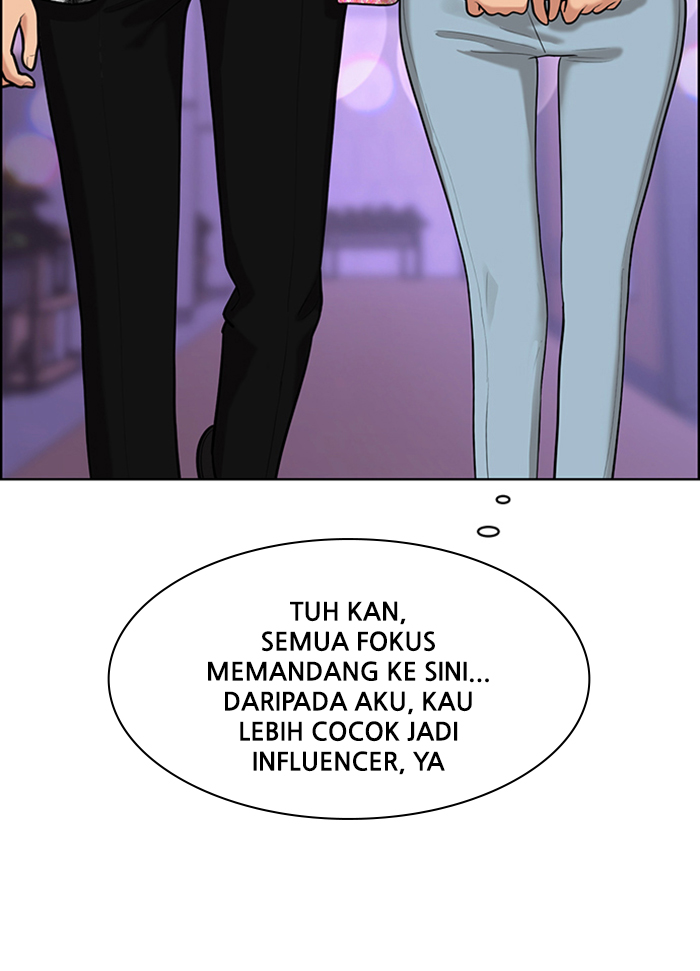 TUH KAN,
SEMUA FOKUS
MEMANDANG KE SINI...
DARIPADA AKU, KAU
LEBIH COCOK JADI
INFLUENCER, YA